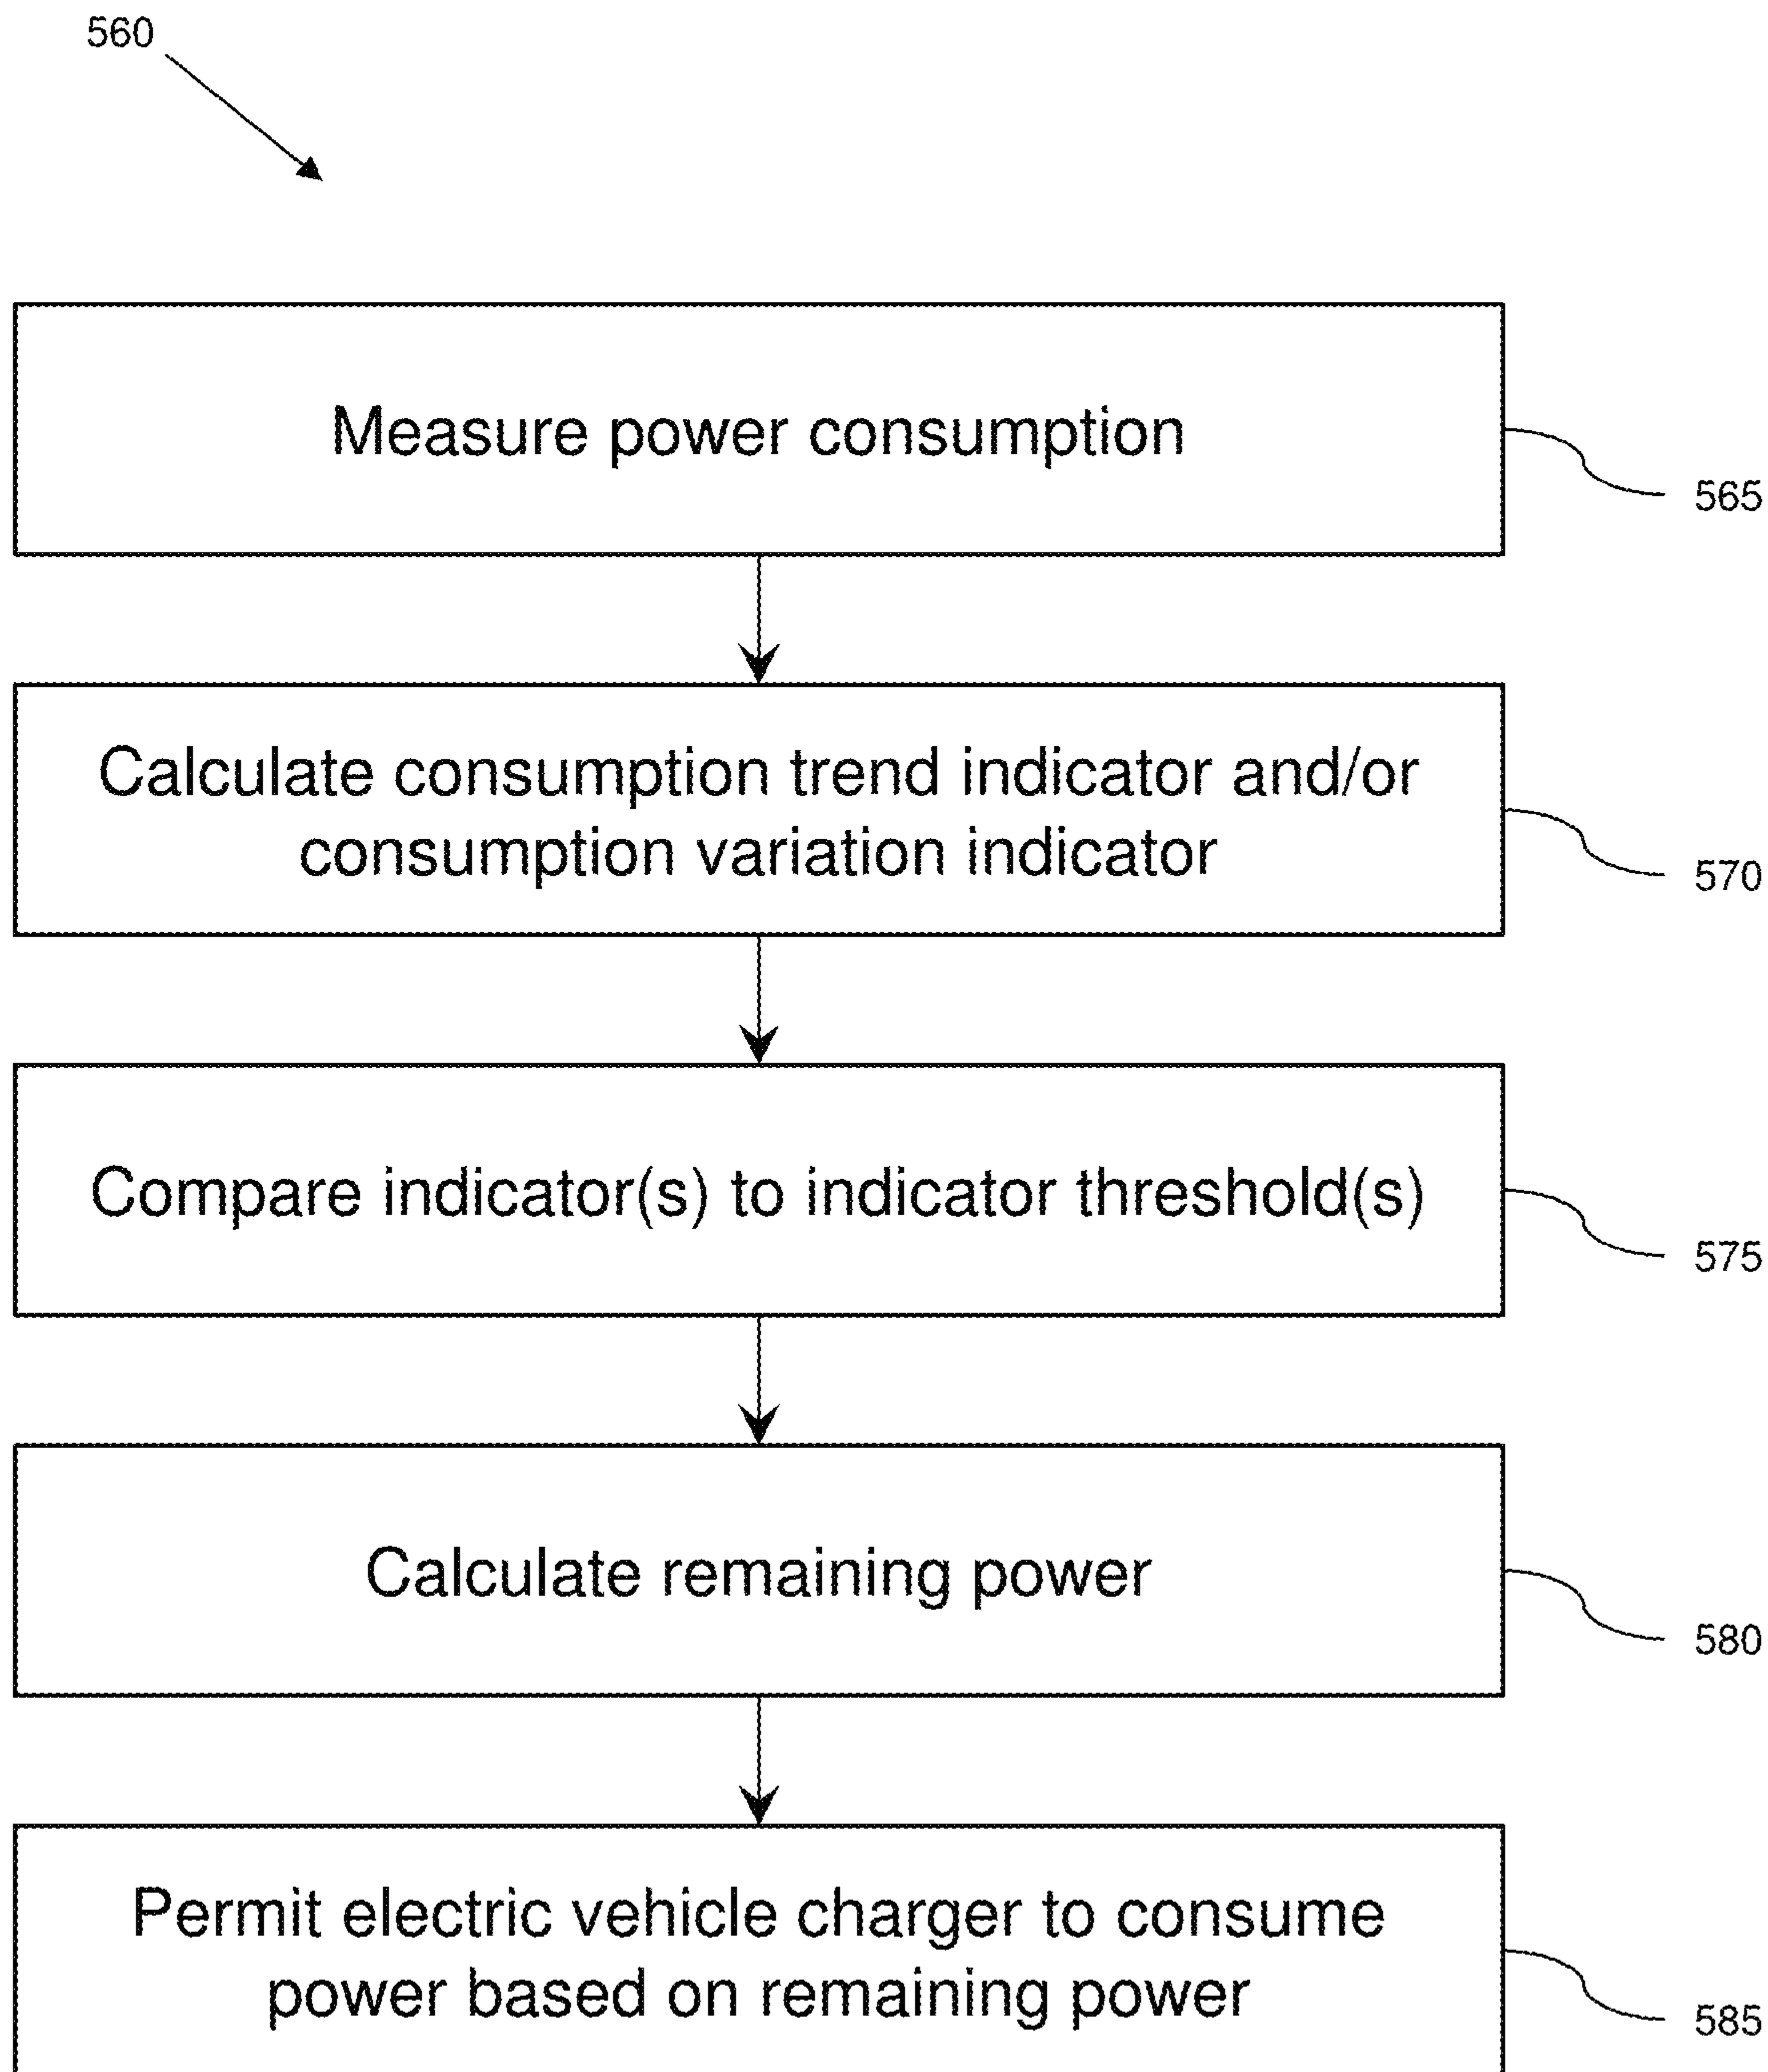 560
Measure power consumption
565
Calculate consumption trend indicator and/or
consumption variation indicator
570
Compare indicator(s) to indicator threshold(s)
575
Calculate remaining power
580
Permit electric vehicle charger to consume
power based on remaining power
585